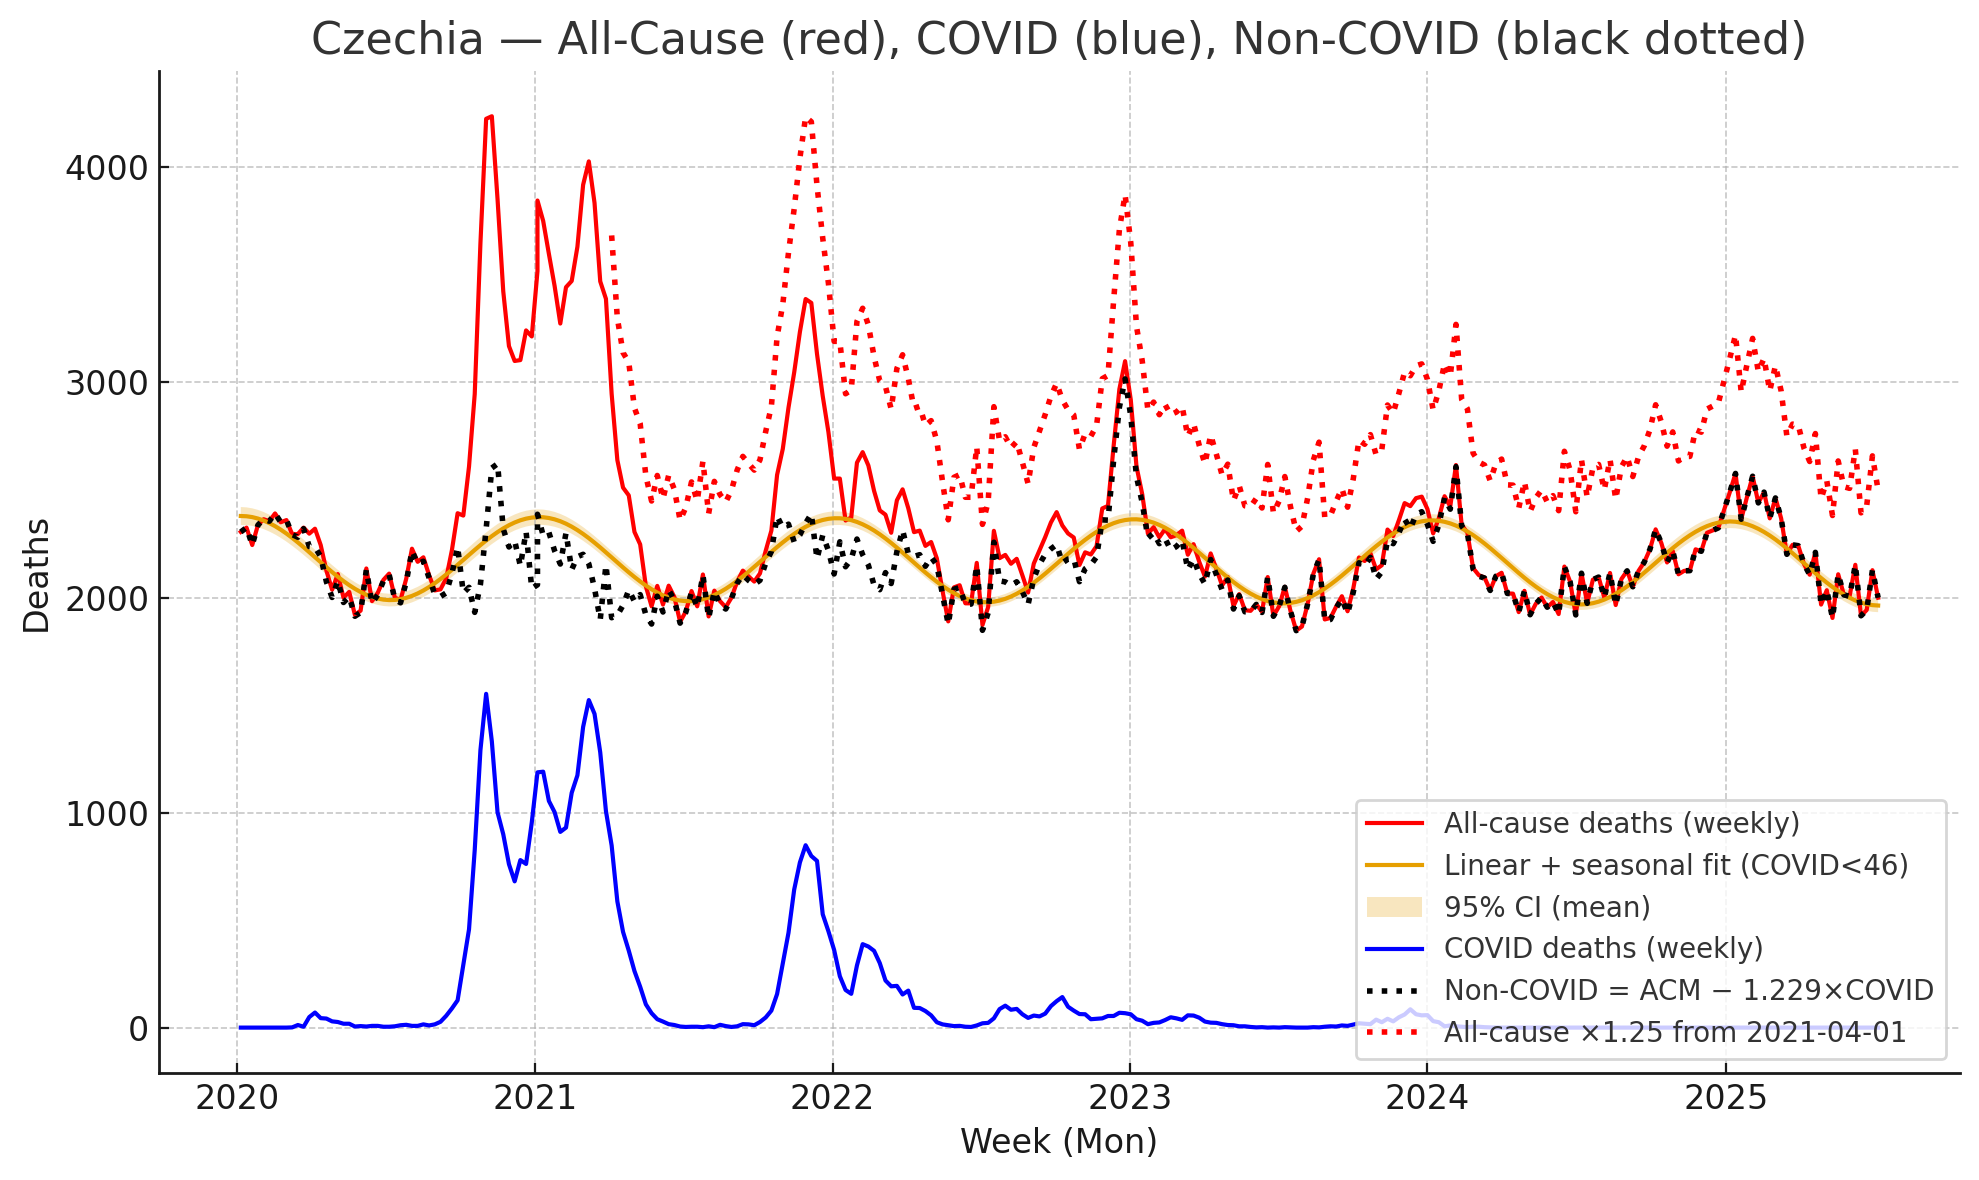 Czechia — All-Cause (red), COVID (blue), Non-COVID (black dotted)
Deaths
4000
3000
2000
1000
0
2020
2021
2022
2023
2024
2025
Week (Mon)
All-cause deaths (weekly)
Linear + seasonal fit (COVID<46)
95% CI (mean)
COVID deaths (weekly)
Non-COVID = ACM − 1.229×COVID
All-cause ×1.25 from 2021-04-01